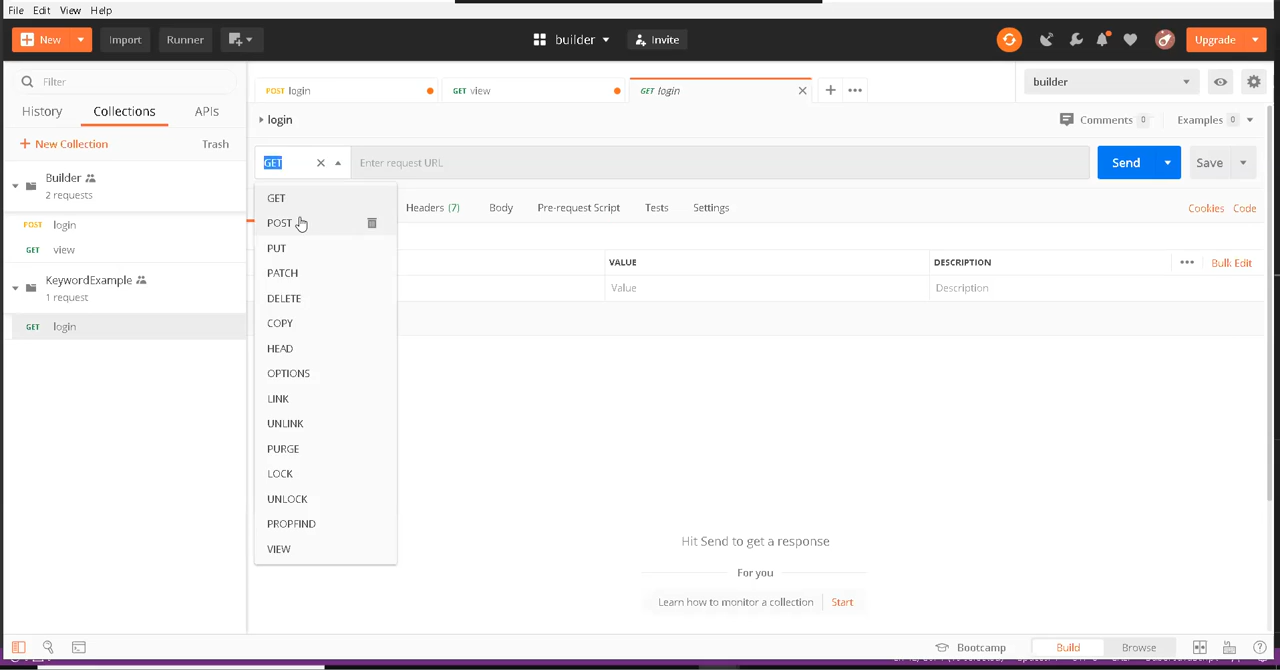 File Edit View Help
New Import Runner builder Invite Upgrade
Filter
History Collections APIs
New Collection Trash
Builder
2 requests
POST login
GET view
KeywordExample
1 request
GET login
POST login GET view GET login builder
login Comments 0 Examples 0
GET Enter request URL Send Save
Headers (7) Body Pre-request Script Tests Settings Cookies Code
VALUE DESCRIPTION Bulk Edit
Value Description
GET
POST
PUT
PATCH
DELETE
COPY
HEAD
OPTIONS
LINK
UNLINK
PURGE
LOCK
UNLOCK
PROPFIND
VIEW
Hit Send to get a response
For you
Learn how to monitor a collection Start
Bootcamp Build Browse